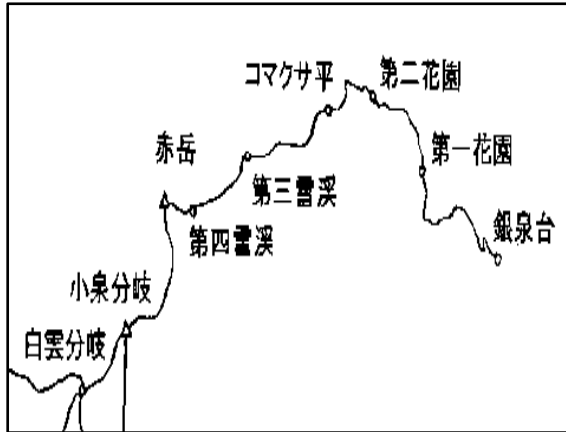 コマクサ平
第二花園
赤岳
第一花園
第三雪渓
第四雪渓
銀泉台
小泉分岐
白雲分岐